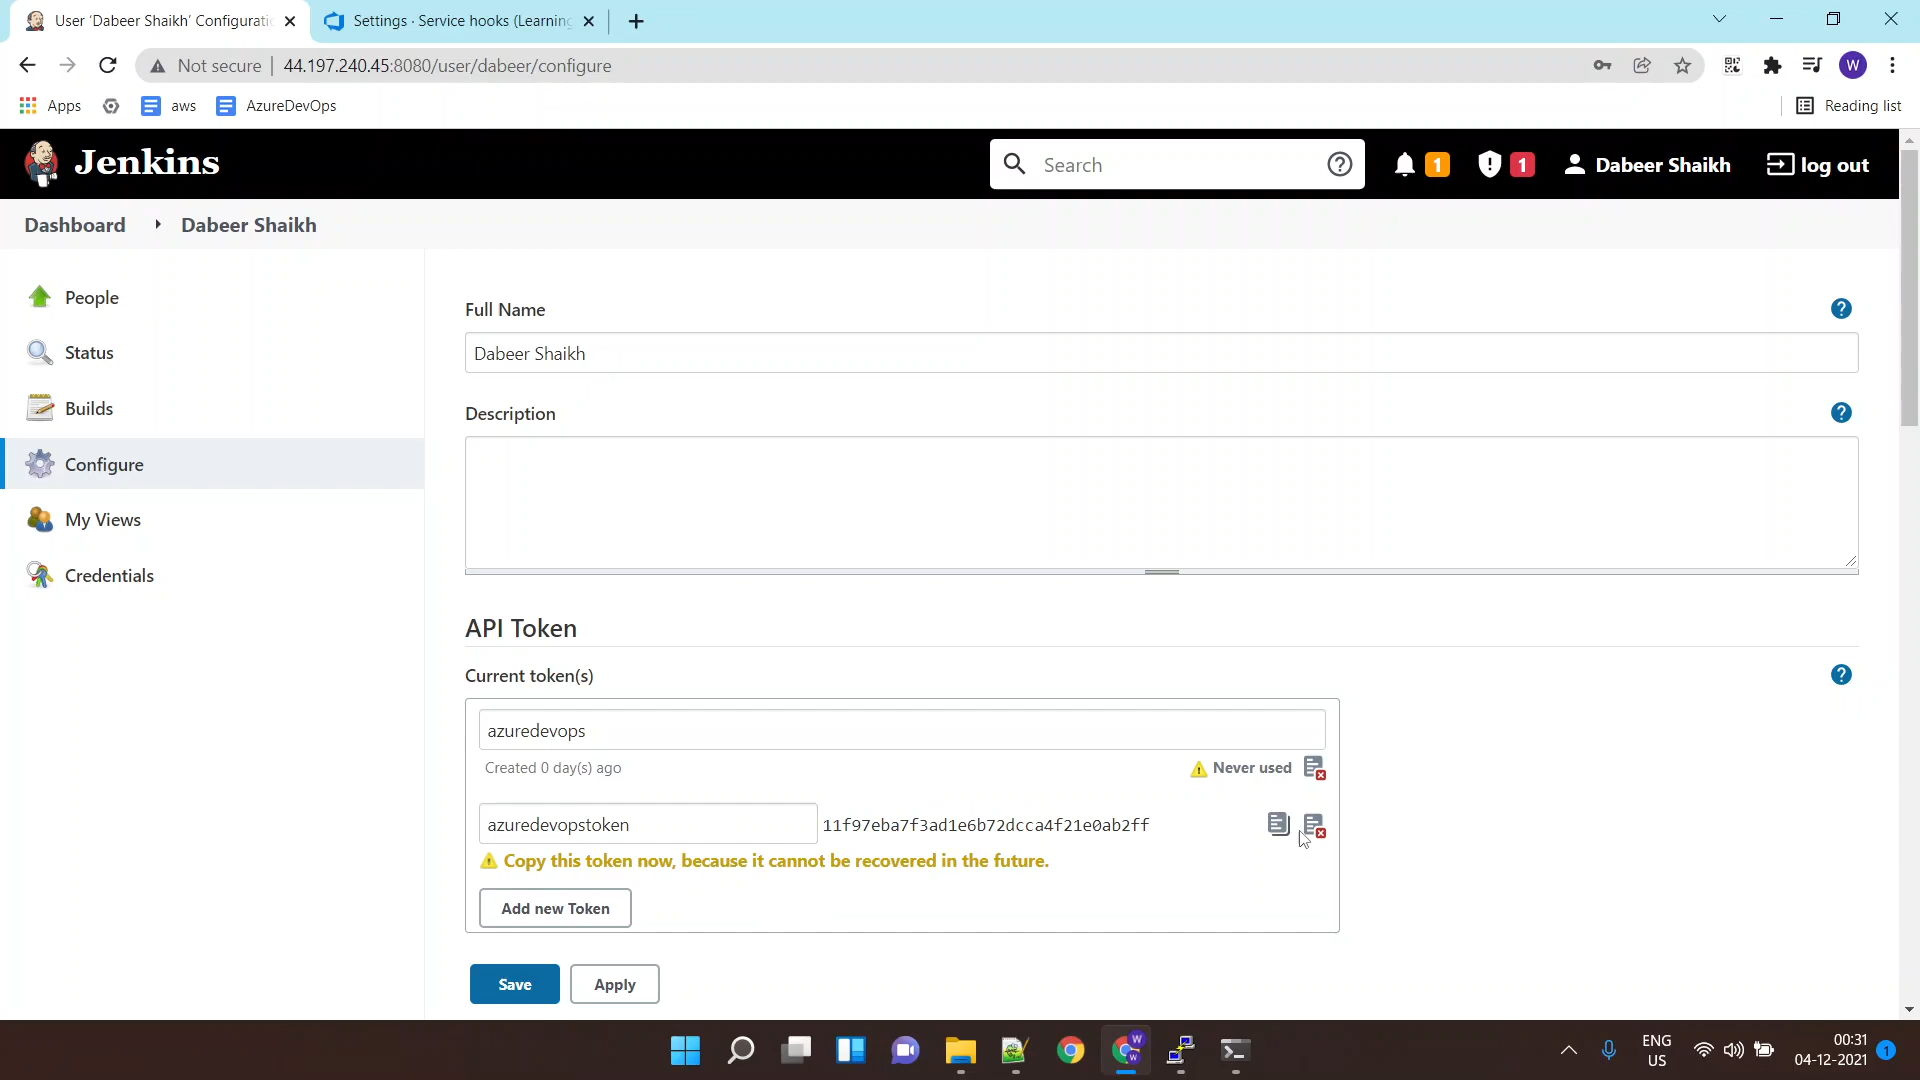 User ‘Dabeer Shaikh’ Configuratio
Settings · Service hooks (Learning
Not secure
44.197.240.45:8080/user/dabeer/configure
W
Apps
aws
AzureDevOps
Reading list
Jenkins
Search
1
1
Dabeer Shaikh
log out
Dashboard
Dabeer Shaikh
People
Status
Builds
Configure
My Views
Credentials
Full Name
Dabeer Shaikh
Description
API Token
Current token(s)
azuredevops
Created 0 day(s) ago
Never used
azuredevopstoken
11f97eba7f3ad1e6b72dcca4f21e0ab2ff
Copy this token now, because it cannot be recovered in the future.
Add new Token
Save
Apply
ENG
US
00:31
04-12-2021
1